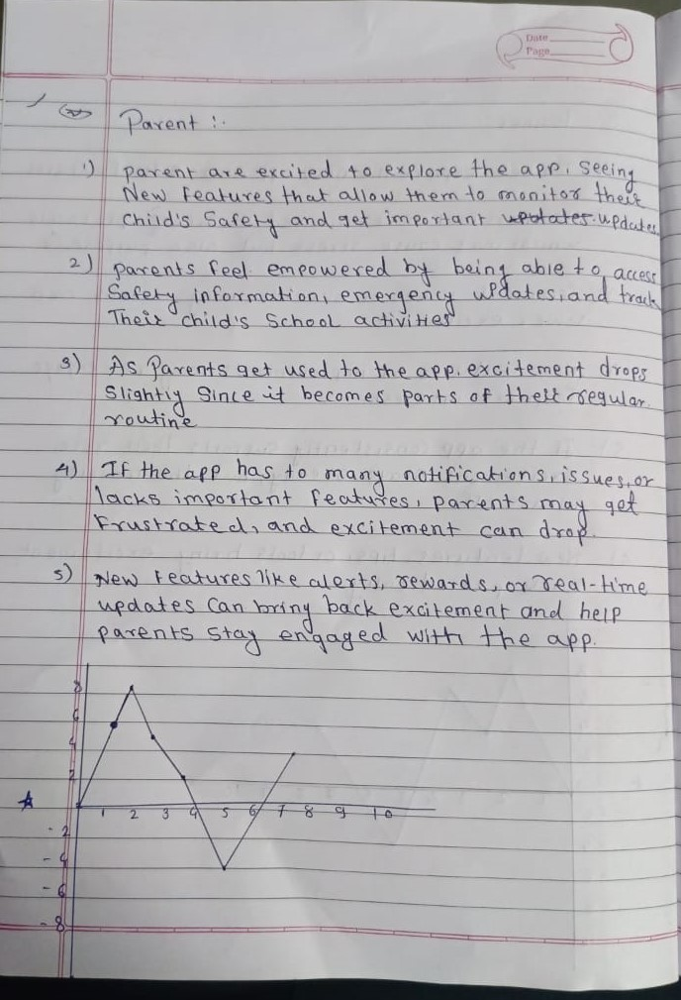 Date
Page
Parent :-
1) parent are excited to explore the app, seeing
New features that allow them to monitor their
child's Safety and get important updates.
2) parents feel empowered by being able to access
Safety information, emergency updates, and track
Their child's School activities
3) As Parents get used to the app. excitement drops
Slightly Since it becomes parts of their regular
routine
4) If the app has to many notifications, issues, or
lacks important features, parents may get
Frustrated, and excitement can drop.
5) New Features like alerts, rewards, or real-time
updates Can bring back excitement and help
parents stay engaged with the app.
8
6
4
2
1 2 3 4 5 6 7 8 9 10
-2
-4
-6
-8